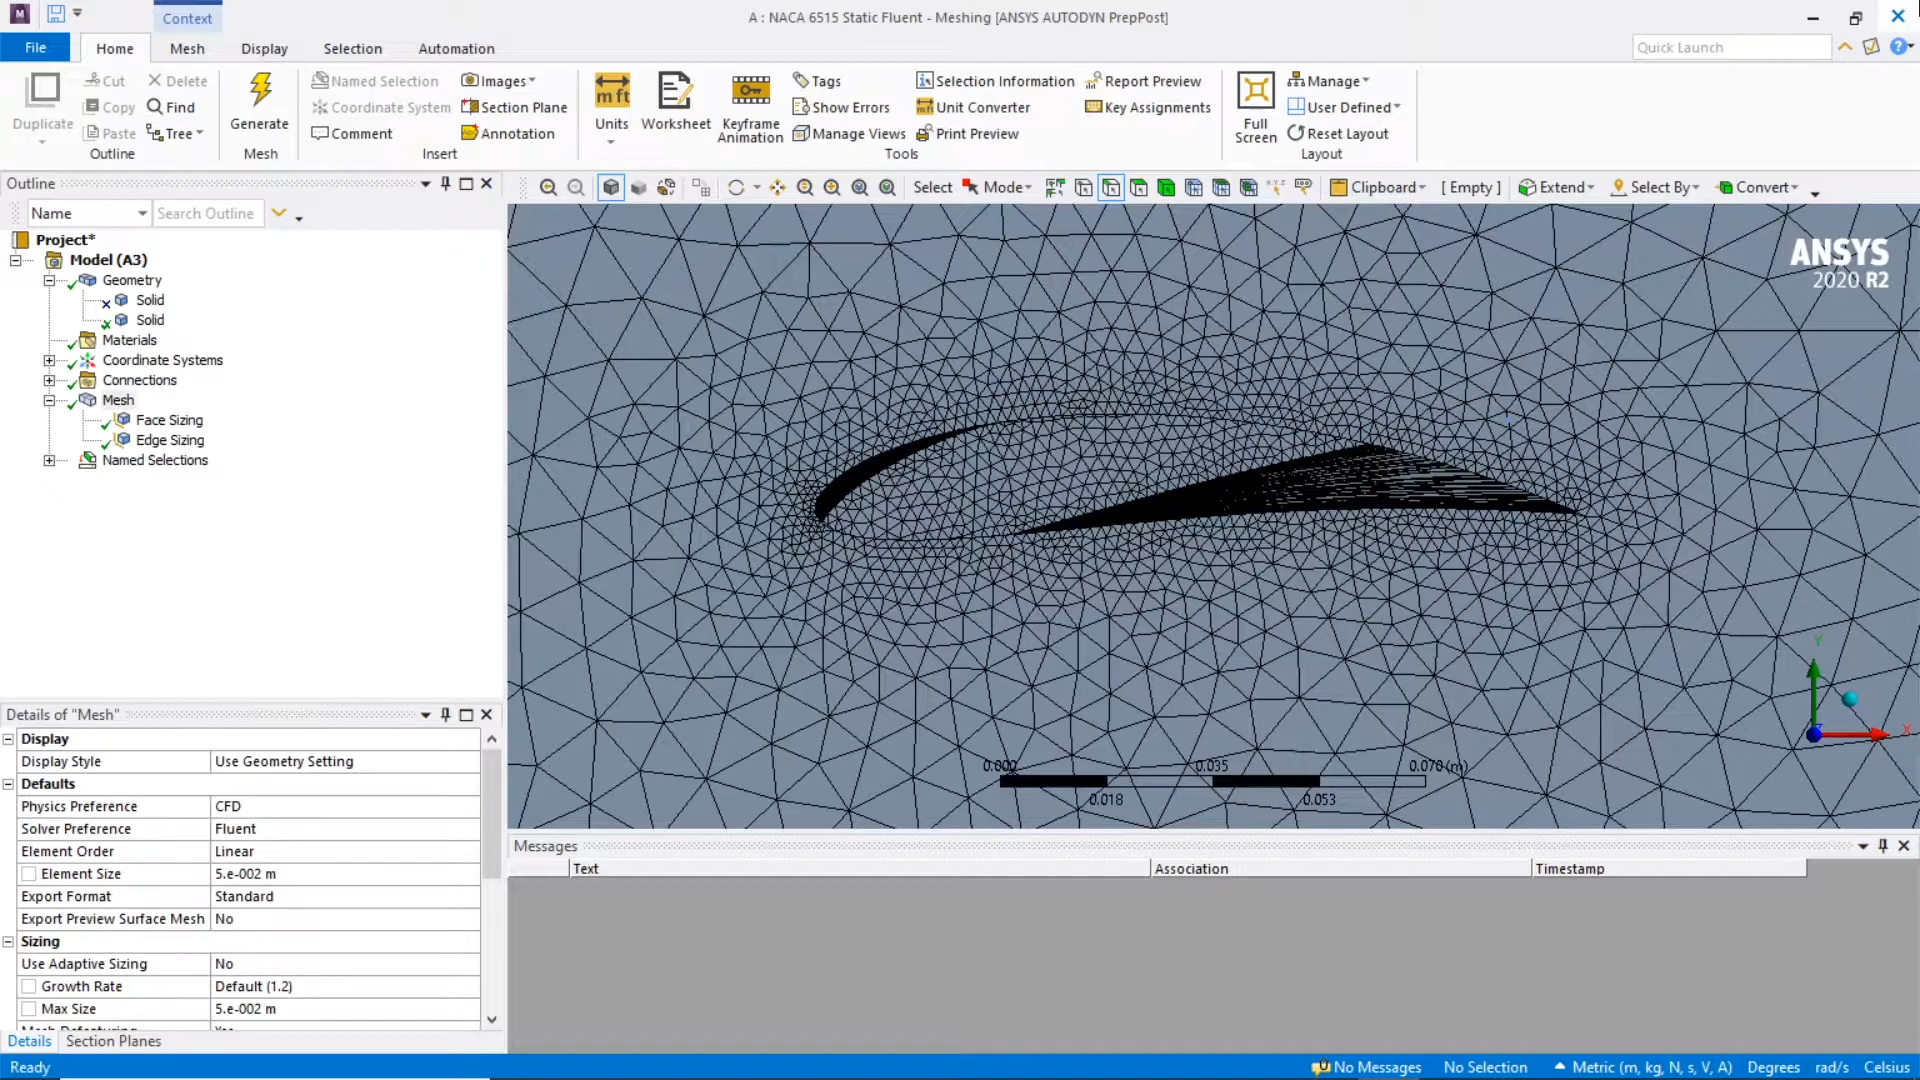 Context
A : NACA 6515 Static Fluent - Meshing [ANSYS AUTODYN PrepPost]
File Home Mesh Display Selection Automation
Quick Launch
Duplicate
Cut
Copy
Paste
Delete
Find
Tree
Outline
Generate
Mesh
Named Selection
Coordinate System
Comment
Images
Section Plane
Annotation
Insert
Units
Worksheet
Keyframe
Animation
Tags
Show Errors
Manage Views
Selection Information
Unit Converter
Print Preview
Report Preview
Key Assignments
Tools
Full
Screen
Manage
User Defined
Reset Layout
Layout
Outline
Name Search Outline
Select Mode Clipboard [ Empty ] Extend Select By Convert
Project*
Model (A3)
Geometry
Solid
Solid
Materials
Coordinate Systems
Connections
Mesh
Face Sizing
Edge Sizing
Named Selections
ANSYS
2020 R2
Y
X
0.000 0.035 0.070 (m)
0.018 0.053
Details of "Mesh"
Display
Display Style Use Geometry Setting
Defaults
Physics Preference CFD
Solver Preference Fluent
Element Order Linear
Element Size 5.e-002 m
Export Format Standard
Export Preview Surface Mesh No
Sizing
Use Adaptive Sizing No
Growth Rate Default (1.2)
Max Size 5.e-002 m
Details Section Planes
Messages
Text Association Timestamp
Ready
No Messages No Selection Metric (m, kg, N, s, V, A) Degrees rad/s Celsius